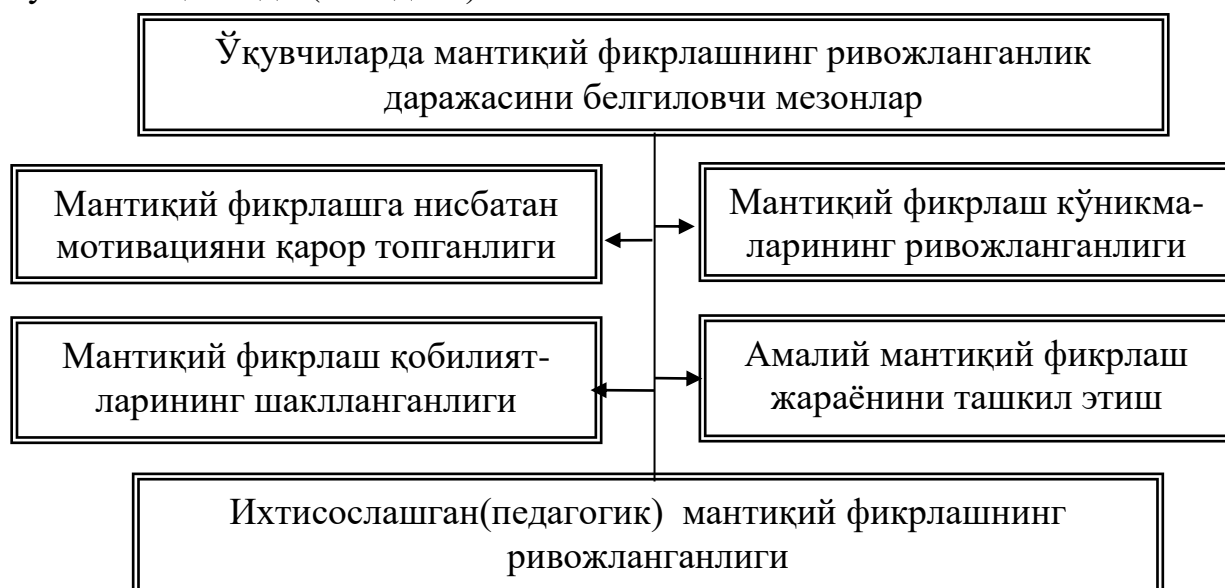 Ўқувчиларда мантиқий фикрлашнинг ривожланганлик
даражасини белгиловчи мезонлар
Мантиқий фикрлашга нисбатан
мотивацияни қарор топганлиги
Мантиқий фикрлаш кўникма-
ларининг ривожланганлиги
Мантиқий фикрлаш қобилият-
ларининг шаклланганлиги
Амалий мантиқий фикрлаш
жараёнини ташкил этиш
Ихтисослашган(педагогик) мантиқий фикрлашнинг
ривожланганлиги